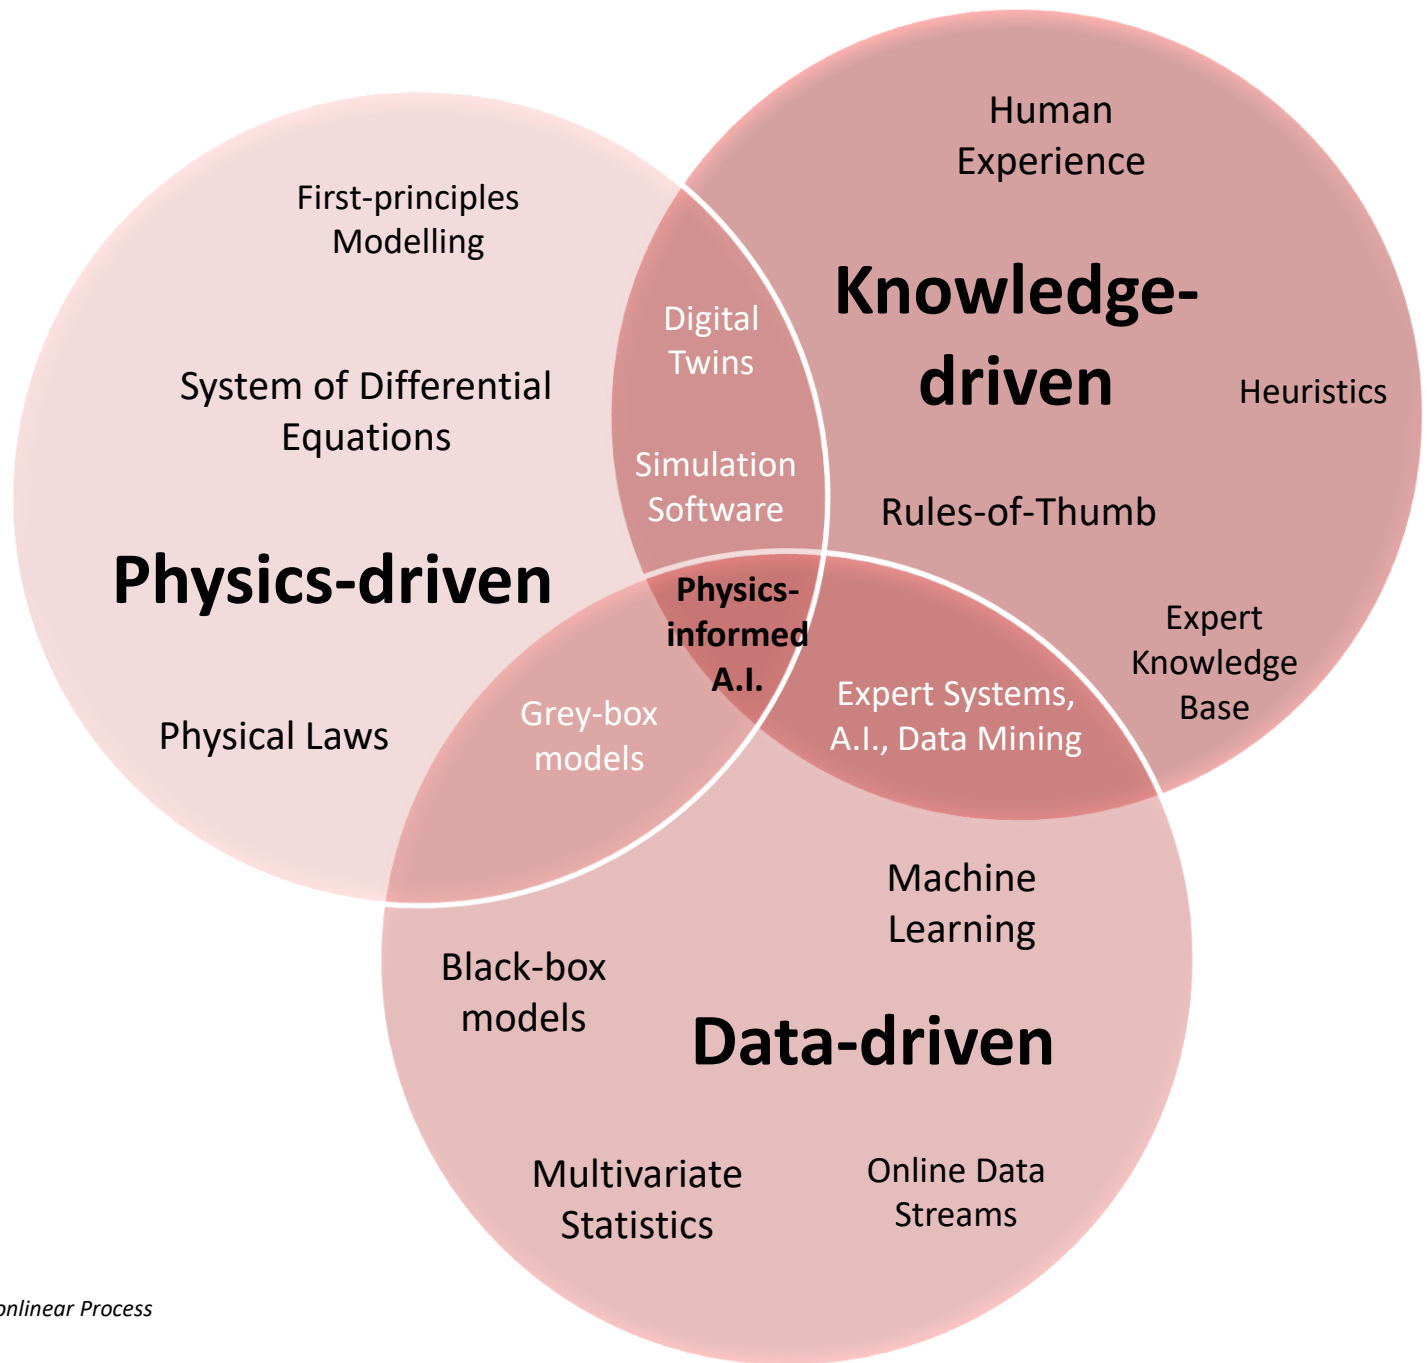 Human
Experience
First-principles
Modelling
Knowledge-
driven
Digital
Twins
System of Differential
Equations
Heuristics
Simulation
Software
Rules-of-Thumb
Physics-driven
Physics-
informed
A.I.
Expert
Knowledge
Base
Physical Laws
Grey-box
models
Expert Systems,
A.I., Data Mining
Machine
Learning
Black-box
models
Data-driven
Multivariate
Statistics
Online Data
Streams
Process